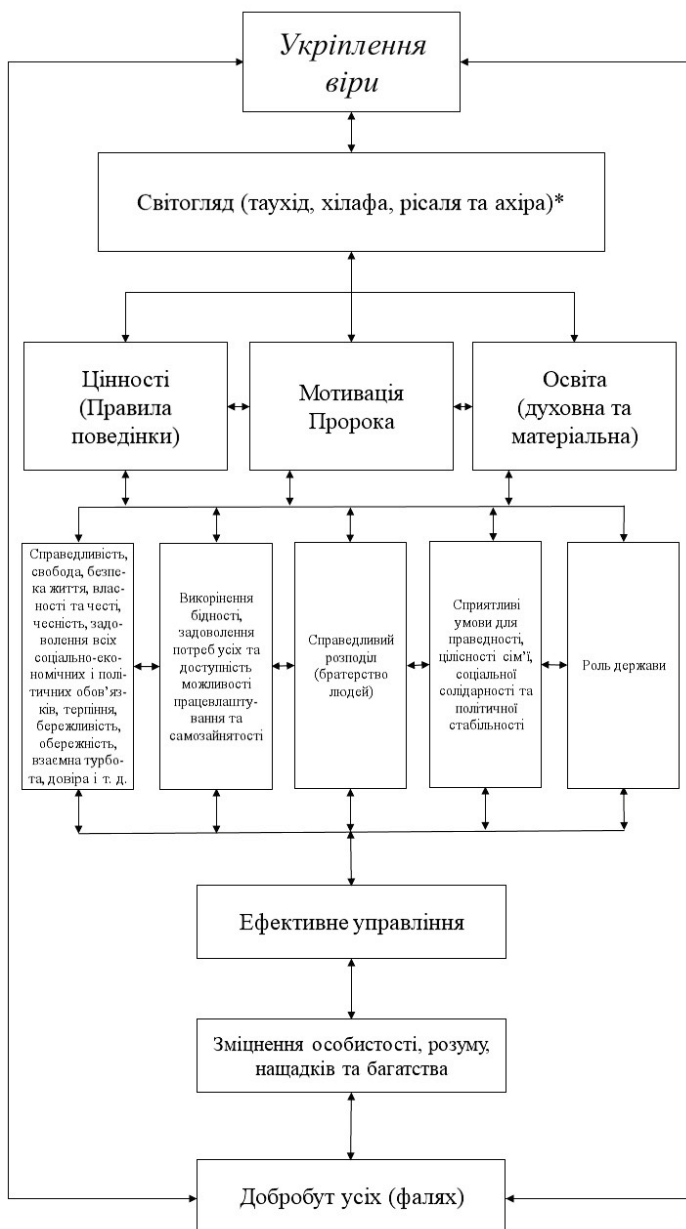 Укріплення
віри
Світогляд (таухід, хілафа, рісаля та ахіра)*
Цінності
(Правила
поведінки)
Мотивація
Пророка
Освіта
(духовна та
матеріальна)
Справедливість,
свобода, безпе-
ка життя, влас-
ності та честі,
чесність, задо-
волення всіх
соціально-еко-
номічних і полі-
тичних обов’яз-
ків, терпіння,
бережливість,
обережність,
взаємна турбо-
та, довіра і т. д.
Викорінення
бідності,
задоволення
потреб усіх та
доступність
можливості
працевлашту-
вання та
самозайнятості
Справедливий
розподіл
(братерство
людей)
Сприятливі
умови для
праведності,
цілісності сім’ї,
соціальної
солідарності та
політичної
стабільності
Роль держави
Ефективне управління
Зміцнення особистості, розуму,
нащадків та багатства
Добробут усіх (фалях)